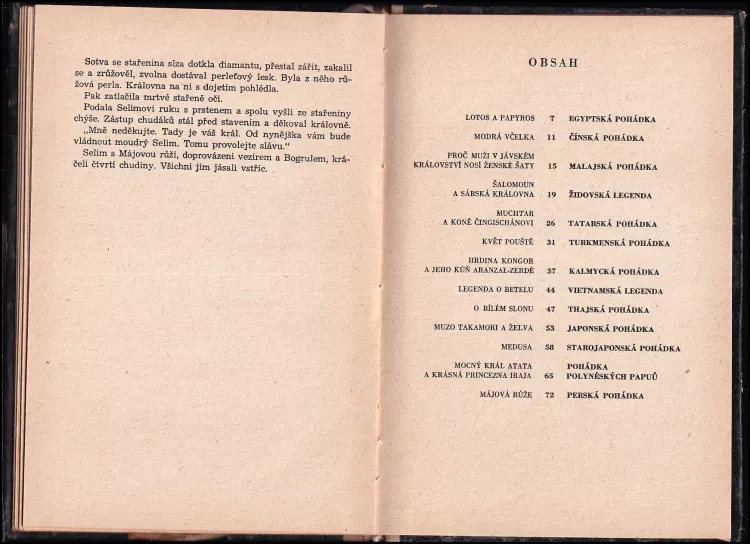 Sotva se stařenina slza dotkla diamantu, přestal zářit, zakalil
se a zrůžověl, zvolna dostával perleťový lesk. Byla z něho rů-
žová perla. Královna na ni s dojetím pohlédla.
Pak zatlačila mrtvé stařeně oči.
Podala Selimovi ruku s prstenem a spolu vyšli ze stařeniny
chýše. Zástup chudáků stál před stavením a děkoval královně.
„Mně neděkujte. Tady je váš král. Od nynějška vám bude
vládnout moudrý Selim. Tomu provolejte slávu."
Selim s Májovou růží, doprovázeni vezírem a Bogrulem, krá-
čeli čtvrtí chudiny. Všichni jim jásali vstříc.
OBSAH
LOTOS A PAPYROS 7 EGYPTSKÁ POHÁDKA
MODRÁ VČELKA 11 ČÍNSKÁ POHÁDKA
PROČ MUŽI V JÁVSKÉM
KRÁLOVSTVÍ NOSÍ ŽENSKÉ ŠATY 15 MALAJSKÁ POHÁDKA
ŠALOMOUN
A SÁBSKÁ KRÁLOVNA 19 ŽIDOVSKÁ LEGENDA
MUCHTAR
A KONĚ ČINGISCHÁNOVI 26 TATARSKÁ POHÁDKA
KVĚT POUŠTĚ 31 TURKMENSKÁ POHÁDKA
HRDINA KONGOR
A JEHO KŮŇ ARANZAL-ZERDÉ 37 KALMYCKÁ POHÁDKA
LEGENDA O BETELU 44 VIETNAMSKÁ LEGENDA
O BÍLÉM SLONU 47 THAJSKÁ POHÁDKA
MUZO TAKAMORI A ŽELVA 53 JAPONSKÁ POHÁDKA
MEDUSA 58 STAROJAPONSKÁ POHÁDKA
MOCNÝ KRÁL ATATA POHÁDKA
A KRÁSNÁ PRINCEZNA IRAJA 65 POLYNÉSKÝCH PAPUŮ
MÁJOVÁ RŮŽE 72 PERSKÁ POHÁDKA